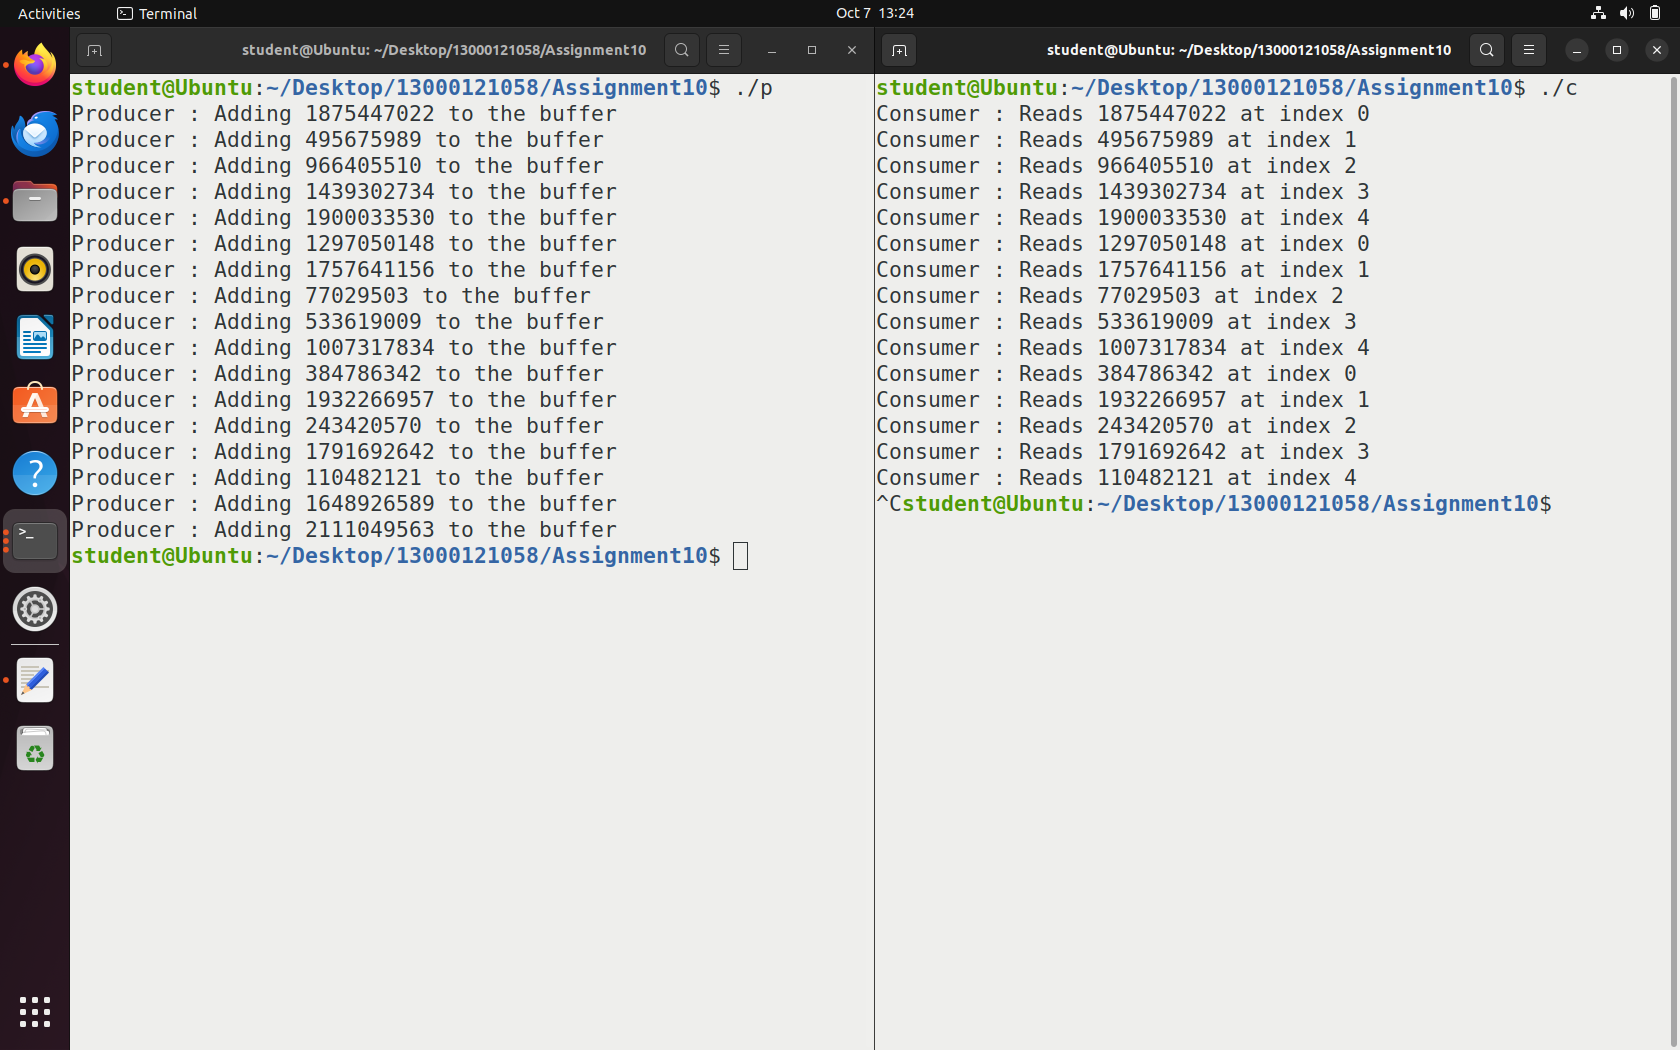 Activities
Terminal
Oct 7 13:24
student@Ubuntu: ~/Desktop/13000121058/Assignment10
student@Ubuntu:~/Desktop/13000121058/Assignment10$ ./p
Producer : Adding 1875447022 to the buffer
Producer : Adding 495675989 to the buffer
Producer : Adding 966405510 to the buffer
Producer : Adding 1439302734 to the buffer
Producer : Adding 1900033530 to the buffer
Producer : Adding 1297050148 to the buffer
Producer : Adding 1757641156 to the buffer
Producer : Adding 77029503 to the buffer
Producer : Adding 533619009 to the buffer
Producer : Adding 1007317834 to the buffer
Producer : Adding 384786342 to the buffer
Producer : Adding 1932266957 to the buffer
Producer : Adding 243420570 to the buffer
Producer : Adding 1791692642 to the buffer
Producer : Adding 110482121 to the buffer
Producer : Adding 1648926589 to the buffer
Producer : Adding 2111049563 to the buffer
student@Ubuntu:~/Desktop/13000121058/Assignment10$
student@Ubuntu: ~/Desktop/13000121058/Assignment10
student@Ubuntu:~/Desktop/13000121058/Assignment10$ ./c
Consumer : Reads 1875447022 at index 0
Consumer : Reads 495675989 at index 1
Consumer : Reads 966405510 at index 2
Consumer : Reads 1439302734 at index 3
Consumer : Reads 1900033530 at index 4
Consumer : Reads 1297050148 at index 0
Consumer : Reads 1757641156 at index 1
Consumer : Reads 77029503 at index 2
Consumer : Reads 533619009 at index 3
Consumer : Reads 1007317834 at index 4
Consumer : Reads 384786342 at index 0
Consumer : Reads 1932266957 at index 1
Consumer : Reads 243420570 at index 2
Consumer : Reads 1791692642 at index 3
Consumer : Reads 110482121 at index 4
^Cstudent@Ubuntu:~/Desktop/13000121058/Assignment10$